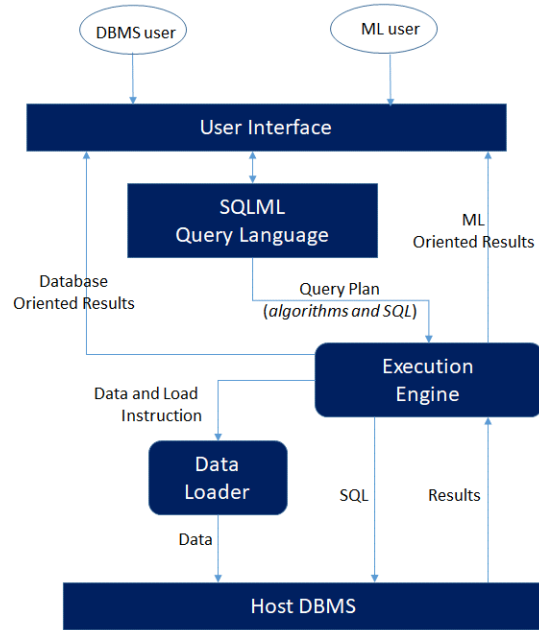 DBMS user
ML user
User Interface
SQLML
Query Language
ML
Oriented Results
Database
Oriented Results
Query Plan
(algorithms and SQL)
Execution
Engine
Data and Load
Instruction
Data
Loader
SQL
Results
Data
Host DBMS